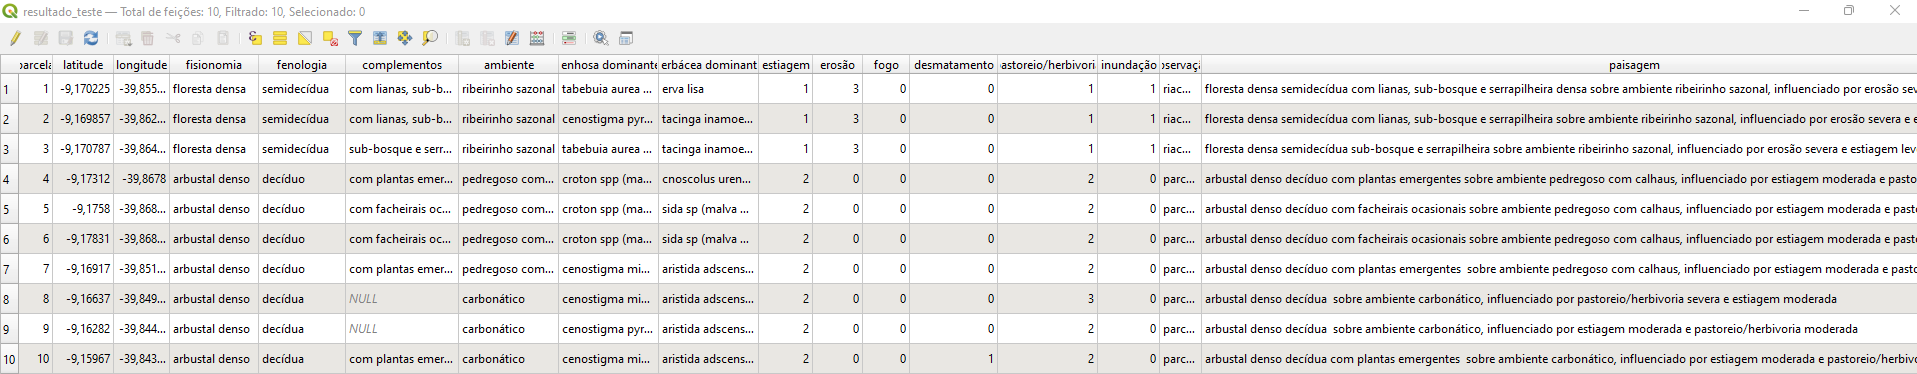 resultado_teste — Total de feições: 10, Filtrado: 10, Selecionado: 0
parcela latitude longitude fisionomia fenologia complementos ambiente enhosa dominante erbácea dominant estiagem erosão fogo desmatamento pastoreio/herbivori inundação oservaçã paisagem
1 1 -9,170225 -39,855... floresta densa semidecídua com lianas, sub-b... ribeirinho sazonal tabebuia aurea ... erva lisa 1 3 0 0 1 1 riac... floresta densa semidecídua com lianas, sub-bosque e serrapilheira densa sobre ambiente ribeirinho sazonal, influenciado por erosão sev
2 2 -9,169857 -39,862... floresta densa semidecídua com lianas, sub-b... ribeirinho sazonal cenostigma pyr... tacinga inamoe... 1 3 0 0 1 1 riac... floresta densa semidecídua com lianas, sub-bosque e serrapilheira sobre ambiente ribeirinho sazonal, influenciado por erosão severa e e
3 3 -9,170787 -39,864... floresta densa semidecídua sub-bosque e serr... ribeirinho sazonal tabebuia aurea ... tacinga inamoe... 1 3 0 0 1 1 riac... floresta densa semidecídua sub-bosque e serrapilheira sobre ambiente ribeirinho sazonal, influenciado por erosão severa e estiagem lev
4 4 -9,17312 -39,8678 arbustal denso decíduo com plantas emer... pedregoso com... croton spp (ma... cnoscolus uren... 2 0 0 0 2 0 parc... arbustal denso decíduo com plantas emergentes sobre ambiente pedregoso com calhaus, influenciado por estiagem moderada e pasto
5 5 -9,1758 -39,868... arbustal denso decíduo com facheirais oc... pedregoso com... croton spp (ma... sida sp (malva ... 2 0 0 0 2 0 parc... arbustal denso decíduo com facheirais ocasionais sobre ambiente pedregoso com calhaus, influenciado por estiagem moderada e past
6 6 -9,17831 -39,868... arbustal denso decíduo com facheirais oc... pedregoso com... croton spp (ma... sida sp (malva ... 2 0 0 0 2 0 parc... arbustal denso decíduo com facheirais ocasionais sobre ambiente pedregoso com calhaus, influenciado por estiagem moderada e past
7 7 -9,16917 -39,851... arbustal denso decíduo com plantas emer... pedregoso com... cenostigma mi... aristida adscens... 2 0 0 0 2 0 parc... arbustal denso decíduo com plantas emergentes sobre ambiente pedregoso com calhaus, influenciado por estiagem moderada e pasto
8 8 -9,16637 -39,849... arbustal denso decídua NULL carbonático cenostigma mi... aristida adscens... 2 0 0 0 3 0 parc... arbustal denso decídua sobre ambiente carbonático, influenciado por pastoreio/herbivoria severa e estiagem moderada
9 9 -9,16282 -39,844... arbustal denso decídua NULL carbonático cenostigma pyr... aristida adscens... 2 0 0 0 2 0 parc... arbustal denso decídua sobre ambiente carbonático, influenciado por estiagem moderada e pastoreio/herbivoria moderada
10 10 -9,15967 -39,843... arbustal denso decídua com plantas emer... carbonático cenostigma mi... aristida adscens... 2 0 0 1 2 0 parc... arbustal denso decídua com plantas emergentes sobre ambiente carbonático, influenciado por estiagem moderada e pastoreio/herbivo